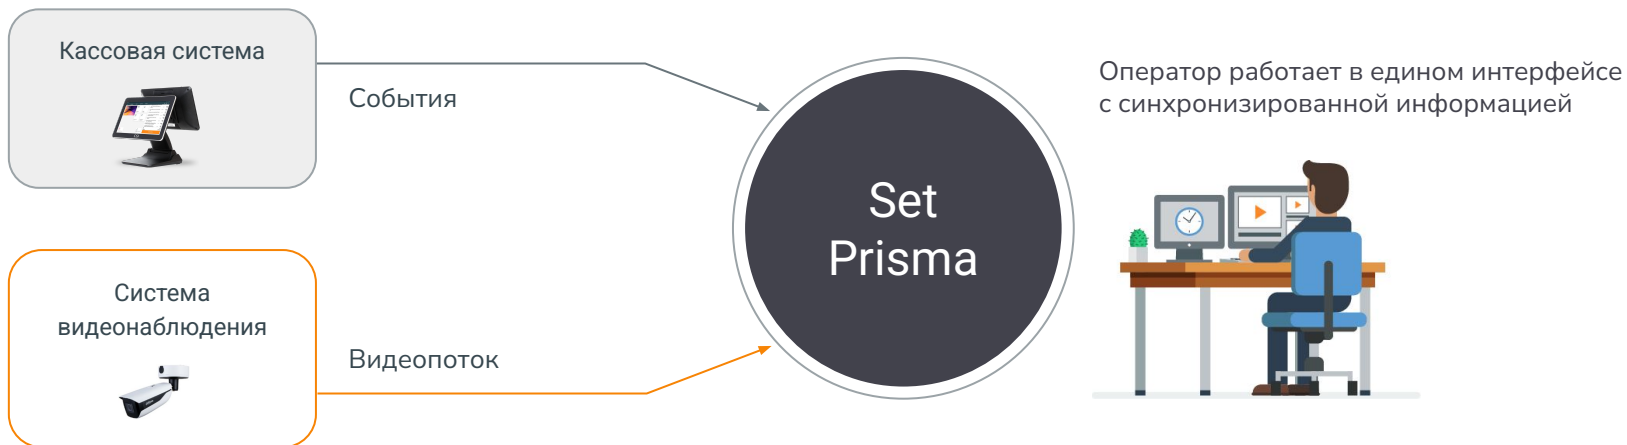 Кассовая система
События
Система
видеонаблюдения
Видеопоток
Set
Prisma
Оператор работает в едином интерфейсе
с синхронизированной информацией